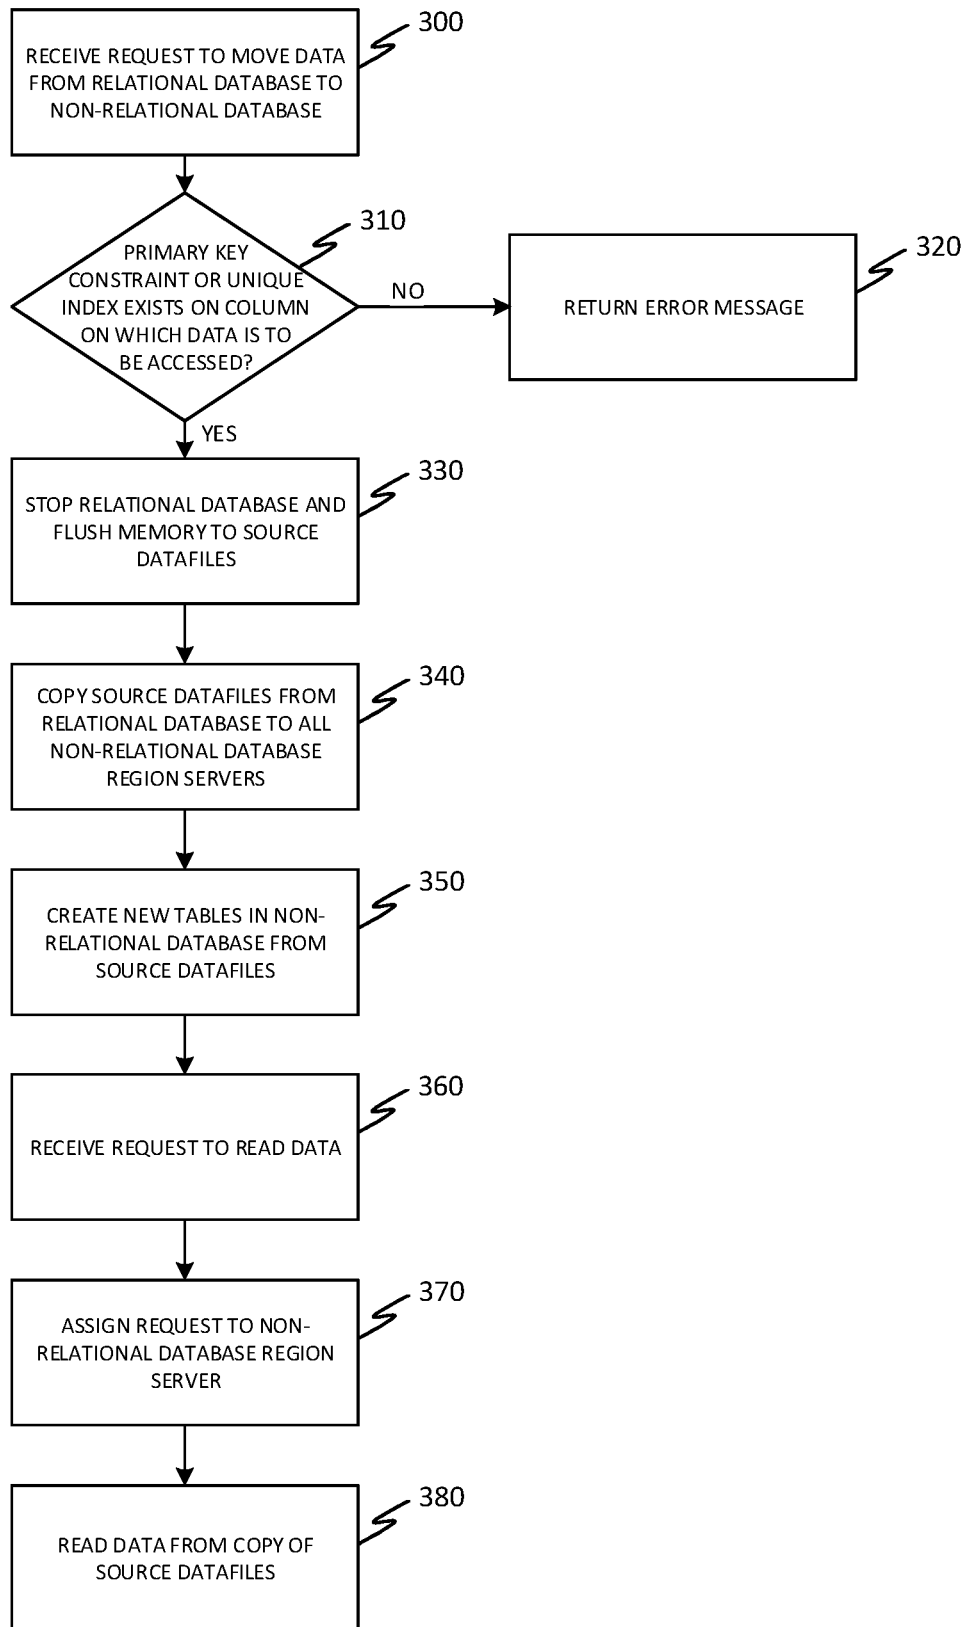 300
RECEIVE REQUEST TO MOVE DATA
FROM RELATIONAL DATABASE TO
NON-RELATIONAL DATABASE
310
PRIMARY KEY
CONSTRAINT OR UNIQUE
INDEX EXISTS ON COLUMN
ON WHICH DATA IS TO
BE ACCESSED?
NO
320
RETURN ERROR MESSAGE
YES
330
STOP RELATIONAL DATABASE AND
FLUSH MEMORY TO SOURCE
DATAFILES
340
COPY SOURCE DATAFILES FROM
RELATIONAL DATABASE TO ALL
NON-RELATIONAL DATABASE
REGION SERVERS
350
CREATE NEW TABLES IN NON-
RELATIONAL DATABASE FROM
SOURCE DATAFILES
360
RECEIVE REQUEST TO READ DATA
370
ASSIGN REQUEST TO NON-
RELATIONAL DATABASE REGION
SERVER
380
READ DATA FROM COPY OF
SOURCE DATAFILES